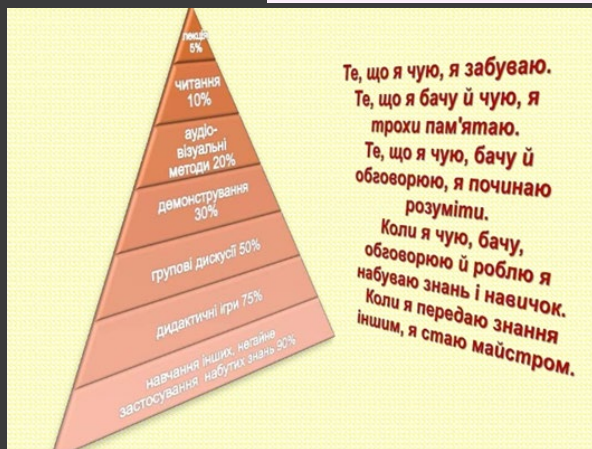 лекція
5%
читання
10%
аудіо-
візуальні
методи 20%
демонстрування
30%
групові дискусії 50%
дидактичні ігри 75%
навчання інших, негайне
застосування набутих знань 90%
Те, що я чую, я забуваю.
Те, що я бачу й чую, я
трохи пам'ятаю.
Те, що я чую, бачу й
обговорюю, я починаю
розуміти.
Коли я чую, бачу,
обговорюю й роблю я
набуваю знань і навичок.
Коли я передаю знання
іншим, я стаю майстром.